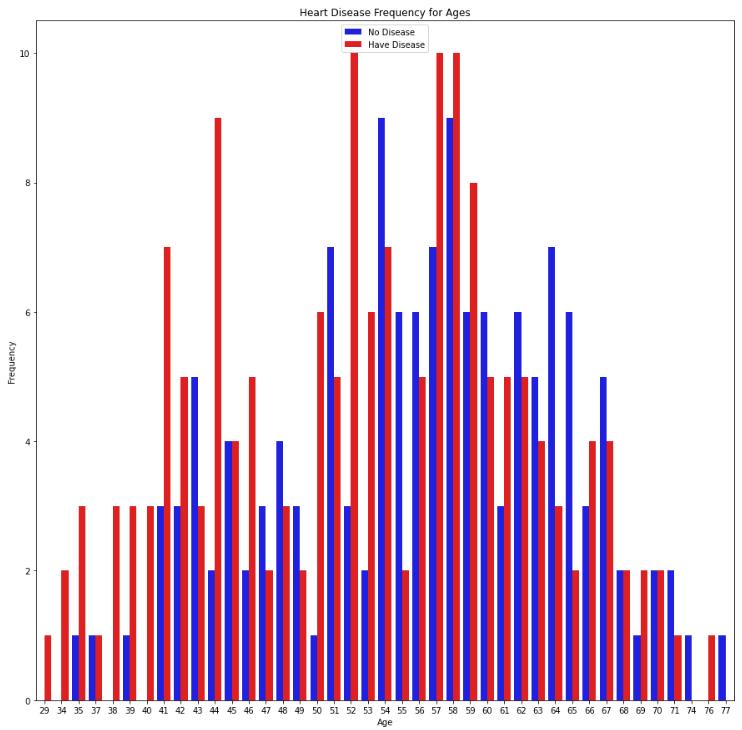 Heart Disease Frequency for Ages
No Disease
Have Disease
10
8
6
4
2
0
Frequency
29 34 35 37 38 39 40 41 42 43 44 45 46 47 48 49 50 51 52 53 54 55 56 57 58 59 60 61 62 63 64 65 66 67 68 69 70 71 74 76 77
Age